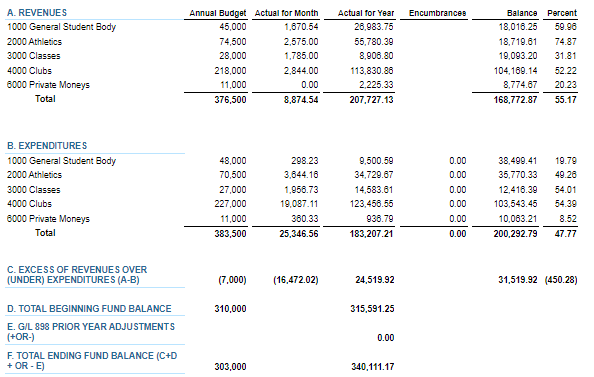 A. REVENUES Annual Budget Actual for Month Actual for Year Encumbrances Balance Percent
1000 General Student Body 45,000 1,670.54 26,983.75 18,016.25 59.96
2000 Athletics 74,500 2,575.00 55,780.39 18,719.61 74.87
3000 Classes 28,000 1,785.00 8,906.80 19,093.20 31.81
4000 Clubs 218,000 2,844.00 113,830.86 104,169.14 52.22
6000 Private Moneys 11,000 0.00 2,225.33 8,774.67 20.23
Total 376,500 8,874.54 207,727.13 168,772.87 55.17
B. EXPENDITURES
1000 General Student Body 48,000 298.23 9,500.59 0.00 38,499.41 19.79
2000 Athletics 70,500 3,644.16 34,729.67 0.00 35,770.33 49.26
3000 Classes 27,000 1,956.73 14,583.61 0.00 12,416.39 54.01
4000 Clubs 227,000 19,087.11 123,456.55 0.00 103,543.45 54.39
6000 Private Moneys 11,000 360.33 936.79 0.00 10,063.21 8.52
Total 383,500 25,346.56 183,207.21 0.00 200,292.79 47.77
C. EXCESS OF REVENUES OVER
(UNDER) EXPENDITURES (A-B) (7,000) (16,472.02) 24,519.92 31,519.92 (450.28)
D. TOTAL BEGINNING FUND BALANCE 310,000 315,591.25
E. G/L 898 PRIOR YEAR ADJUSTMENTS
(+OR-) 0.00
F. TOTAL ENDING FUND BALANCE (C+D
+ OR - E) 303,000 340,111.17